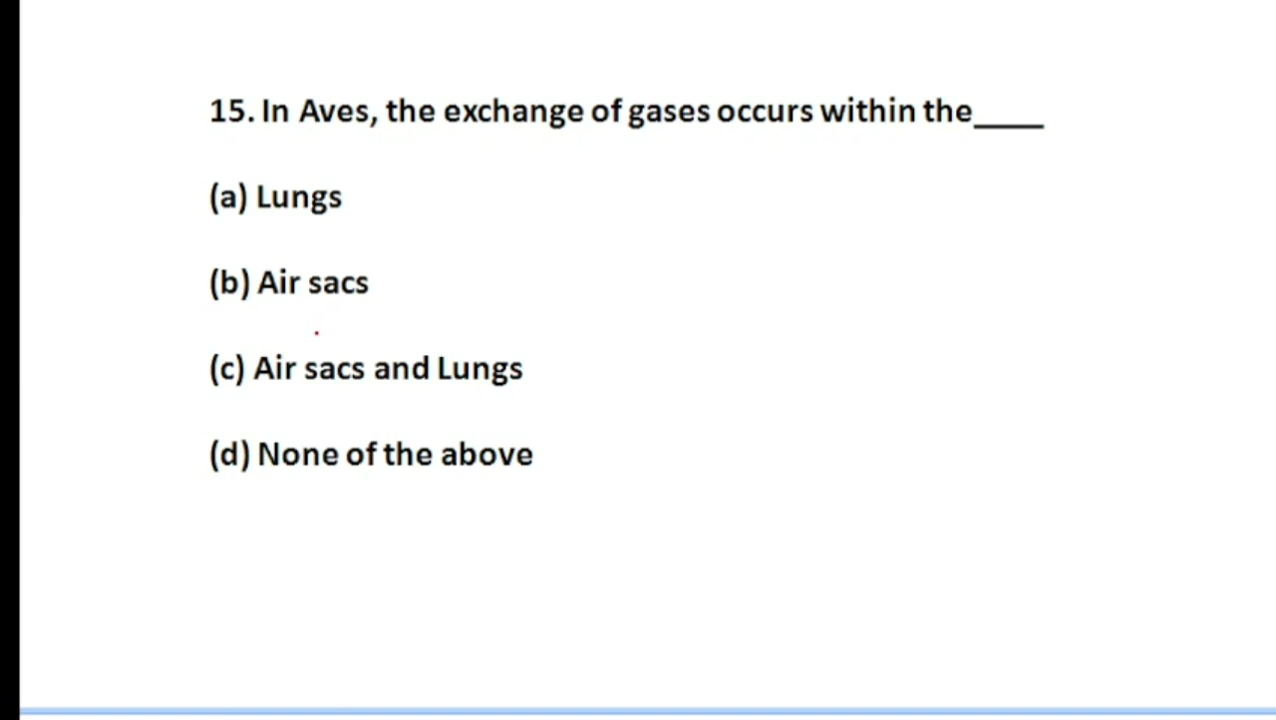 15. In Aves, the exchange of gases occurs within the____
(a) Lungs
(b) Air sacs
(c) Air sacs and Lungs
(d) None of the above